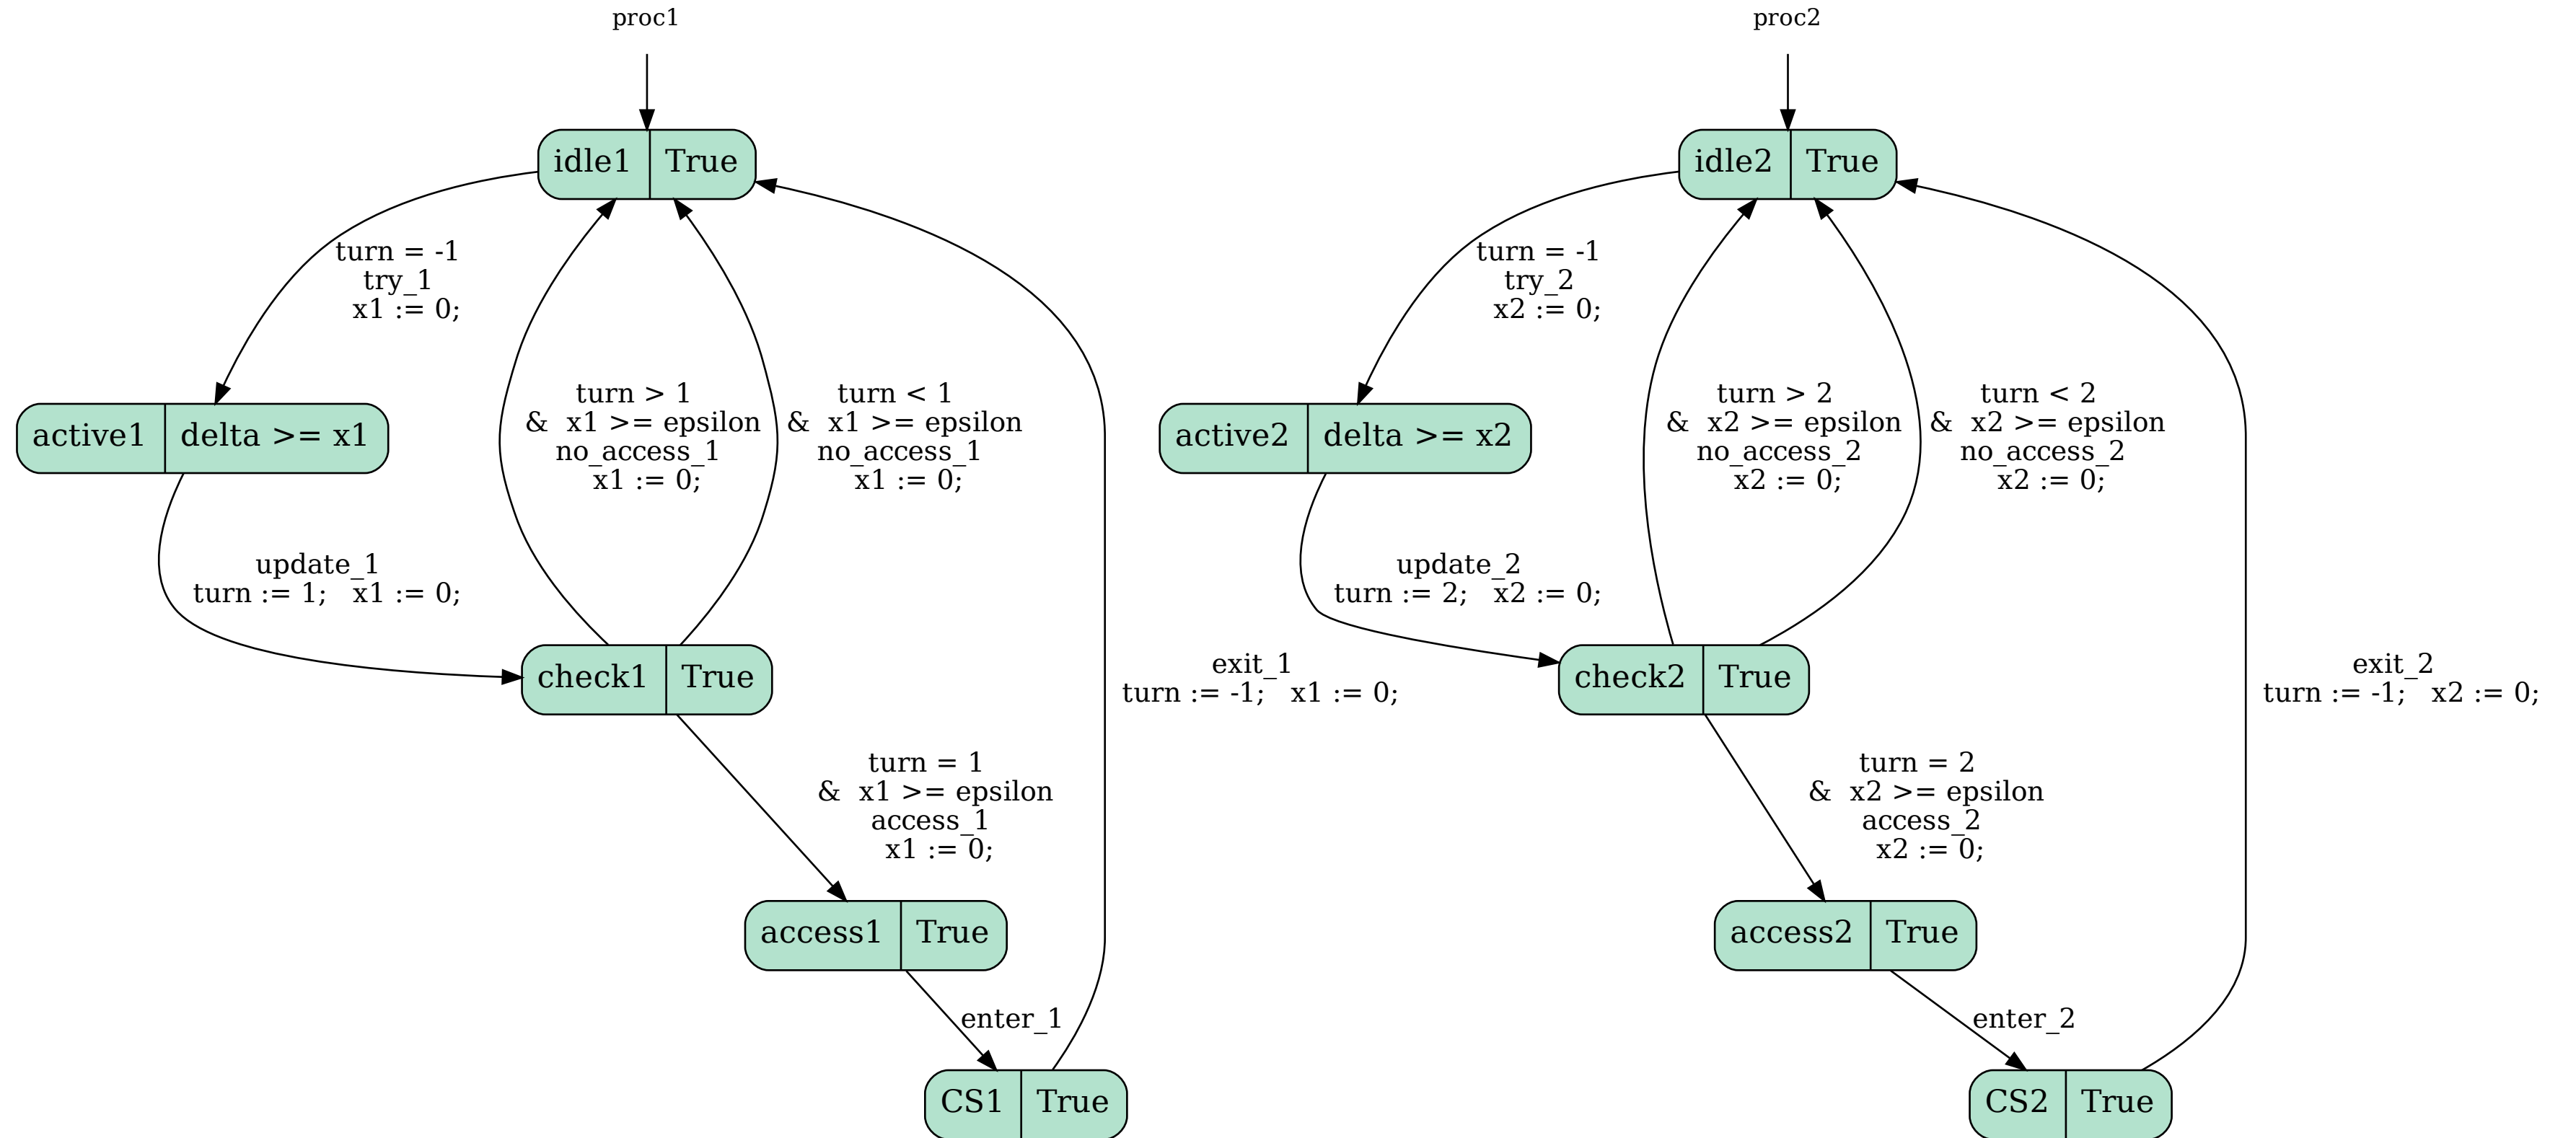 proc1
idle1 True
turn = -1
try_1
x1 := 0;
active1 delta >= x1
turn > 1
& x1 >= epsilon
no_access_1
x1 := 0;
turn < 1
& x1 >= epsilon
no_access_1
x1 := 0;
update_1
turn := 1; x1 := 0;
check1 True
exit_1
turn := -1; x1 := 0;
turn = 1
& x1 >= epsilon
access_1
x1 := 0;
access1 True
enter_1
CS1 True
proc2
idle2 True
turn = -1
try_2
x2 := 0;
active2 delta >= x2
turn > 2
& x2 >= epsilon
no_access_2
x2 := 0;
turn < 2
& x2 >= epsilon
no_access_2
x2 := 0;
update_2
turn := 2; x2 := 0;
check2 True
exit_2
turn := -1; x2 := 0;
turn = 2
& x2 >= epsilon
access_2
x2 := 0;
access2 True
enter_2
CS2 True